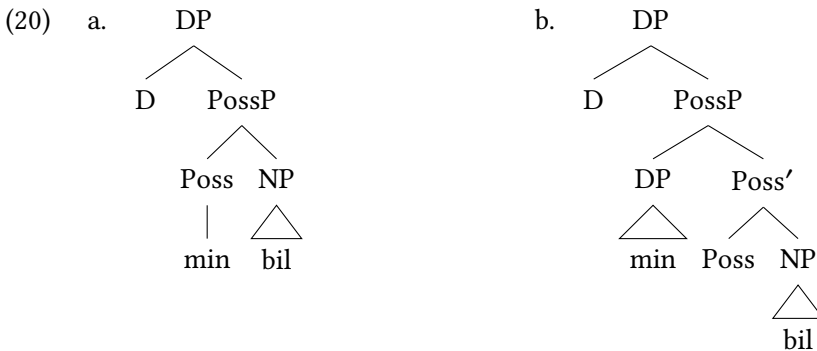 (20) a. DP b. DP
D PossP D PossP
Poss NP DP Poss′
min bil min Poss NP
bil